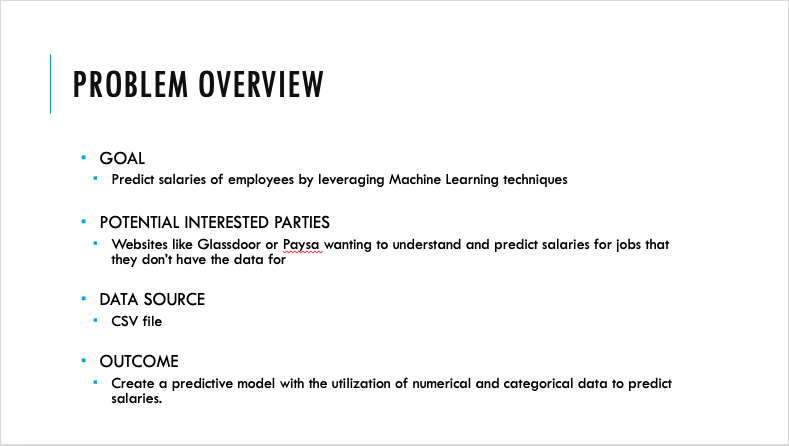 PROBLEM OVERVIEW
GOAL
Predict salaries of employees by leveraging Machine Learning techniques
POTENTIAL INTERESTED PARTIES
Websites like Glassdoor or Paysa wanting to understand and predict salaries for jobs that
they don't have the data for
DATA SOURCE
CSV file
OUTCOME
Create a predictive model with the utilization of numerical and categorical data to predict
salaries.